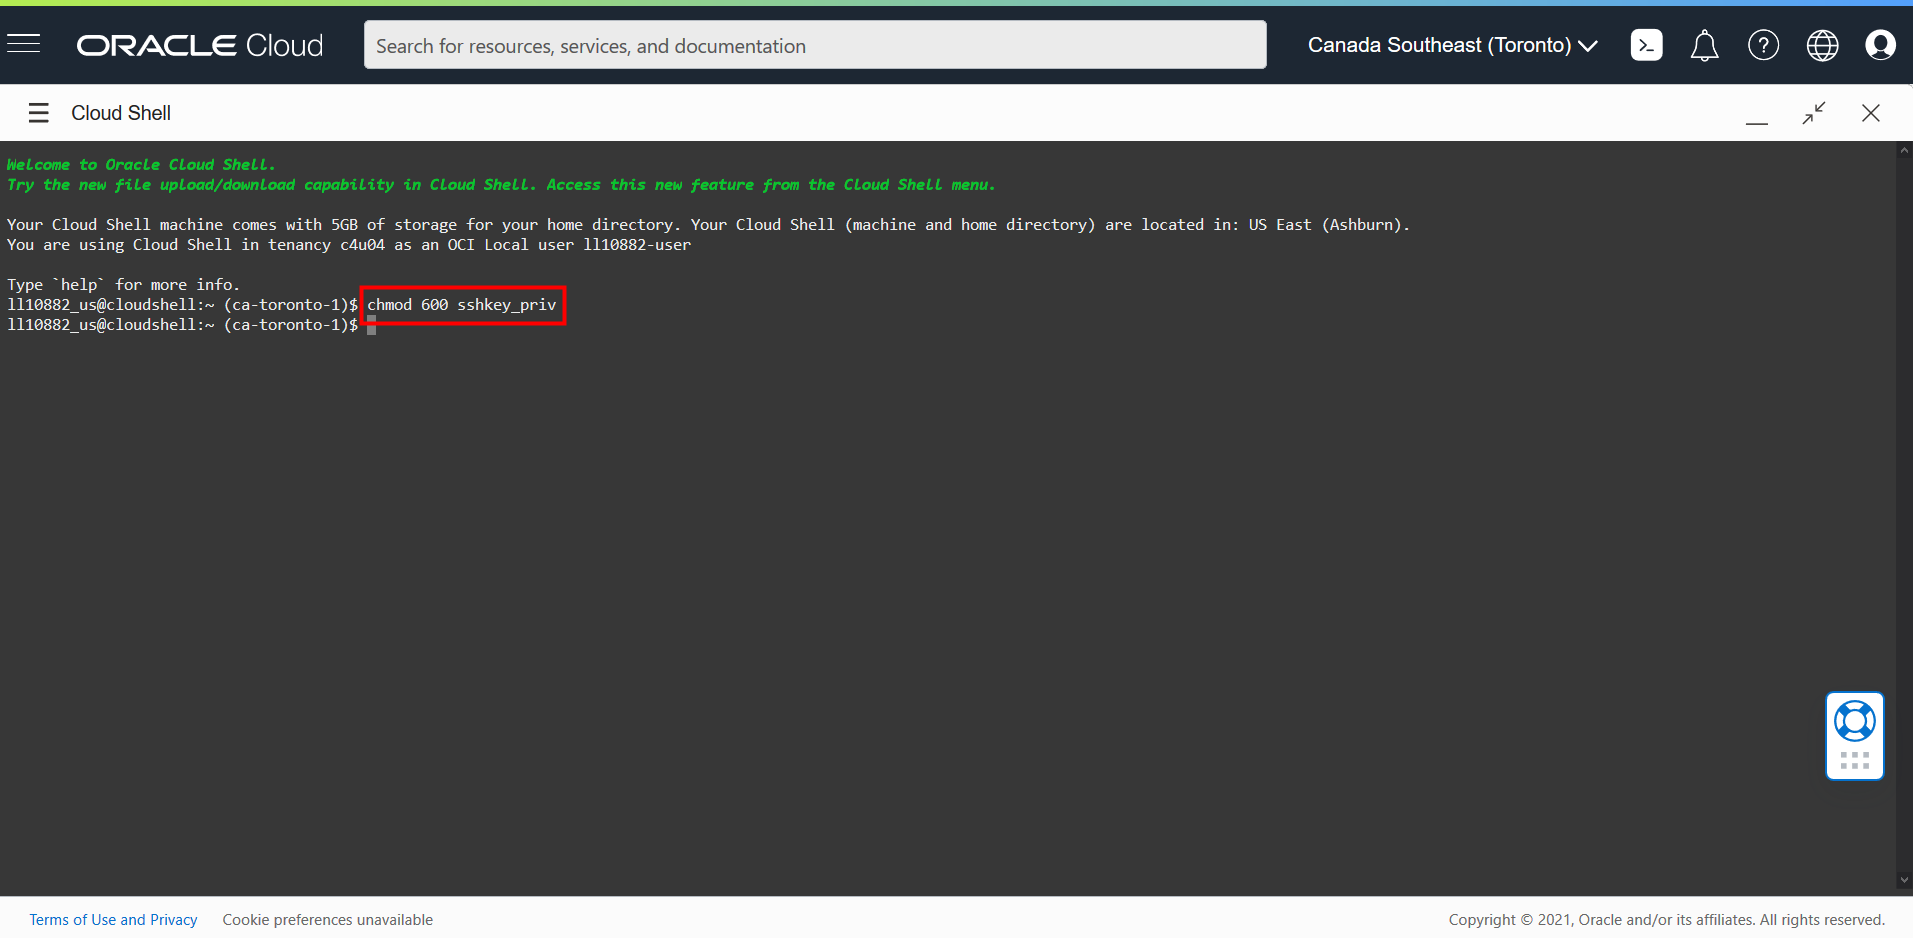 ORACLE Cloud
Search for resources, services, and documentation
Canada Southeast (Toronto)
Cloud Shell
Welcome to Oracle Cloud Shell.
Try the new file upload/download capability in Cloud Shell. Access this new feature from the Cloud Shell menu.
Your Cloud Shell machine comes with 5GB of storage for your home directory. Your Cloud Shell (machine and home directory) are located in: US East (Ashburn).
You are using Cloud Shell in tenancy c4u04 as an OCI Local user ll10882-user
Type `help` for more info.
ll10882_us@cloudshell:~ (ca-toronto-1)$ chmod 600 sshkey_priv
ll10882_us@cloudshell:~ (ca-toronto-1)$
Terms of Use and Privacy Cookie preferences unavailable Copyright © 2021, Oracle and/or its affiliates. All rights reserved.